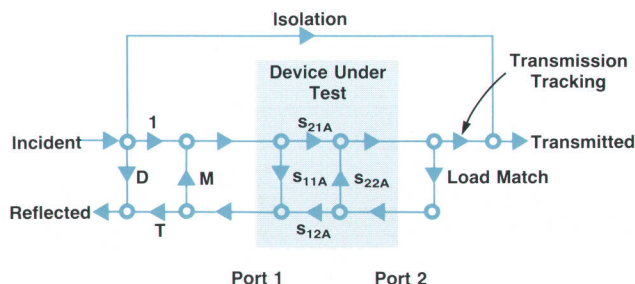 Isolation
Device Under
Test
Transmission
Tracking
Incident
1
S21A
Transmitted
D
M
S11A
S22A
Load Match
Reflected
T
S12A
Port 1
Port 2